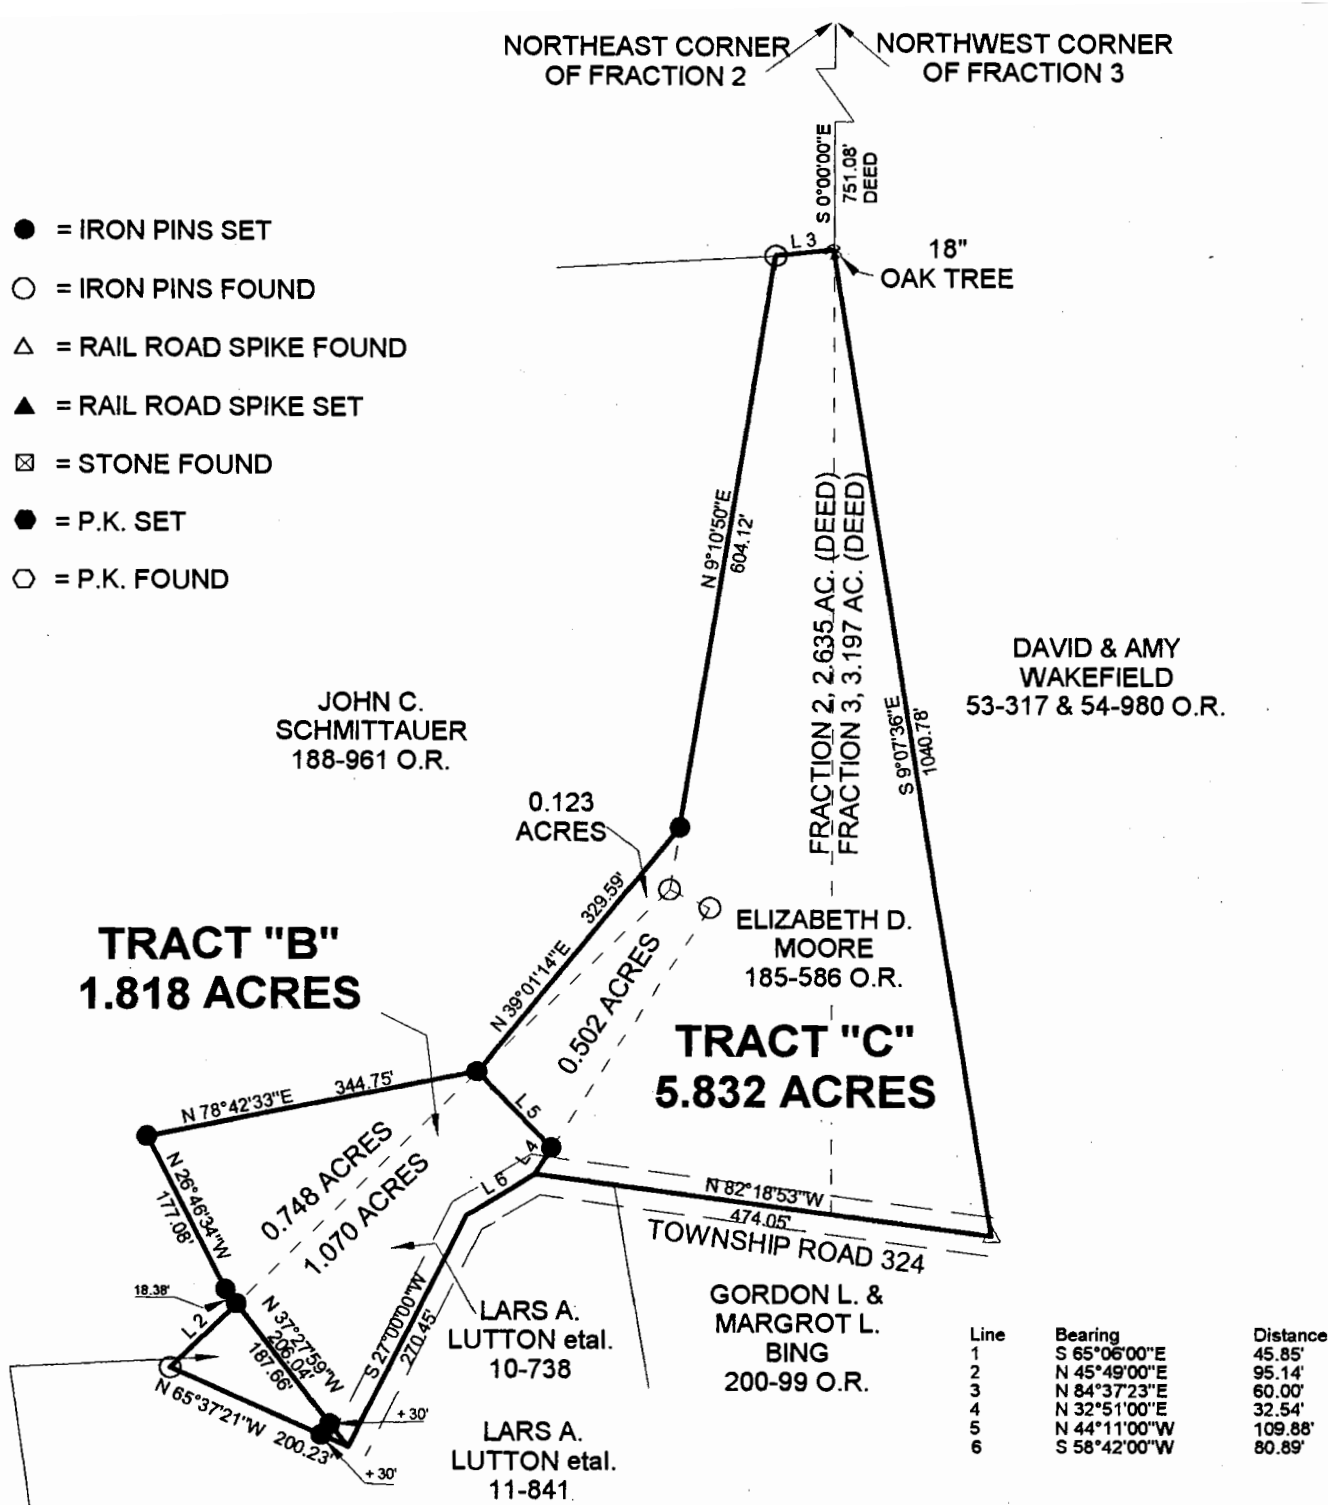 NORTHEAST CORNER
OF FRACTION 2
NORTHWEST CORNER
OF FRACTION 3
S 0°00'00"E
751.08'
DEED
L 3
18"
OAK TREE
= IRON PINS SET
= IRON PINS FOUND
= RAIL ROAD SPIKE FOUND
= RAIL ROAD SPIKE SET
= STONE FOUND
= P.K. SET
= P.K. FOUND
N 9°10'50"E
604.12'
FRACTION 2, 2.635 AC. (DEED)
FRACTION 3, 3.197 AC. (DEED)
S 9°07'36"E
1040.78'
DAVID & AMY
WAKEFIELD
53-317 & 54-980 O.R.
JOHN C.
SCHMITTAUER
188-961 O.R.
0.123
ACRES
329.59'
N 39°01'14"E
0.502 ACRES
ELIZABETH D.
MOORE
185-586 O.R.
TRACT "B"
1.818 ACRES
TRACT "C"
5.832 ACRES
N 78°42'33"E
344.75'
L 5
L 4
L 6
N 26°46'34"W
177.08'
0.748 ACRES
1.070 ACRES
N 82°18'53"W
474.05'
TOWNSHIP ROAD 324
18.38'
L 2
N 37°27'59"W
206.04'
187.66'
S 27°00'00"W
270.45'
LARS A.
LUTTON etal.
10-738
GORDON L. &
MARGROT L.
BING
200-99 O.R.
N 65°37'21"W
200.23'
+ 30'
+ 30'
LARS A.
LUTTON etal.
11-841
Line Bearing Distance
1 S 65°06'00"E 45.85'
2 N 45°49'00"E 95.14'
3 N 84°37'23"E 60.00'
4 N 32°51'00"E 32.54'
5 N 44°11'00"W 109.88'
6 S 58°42'00"W 80.89'